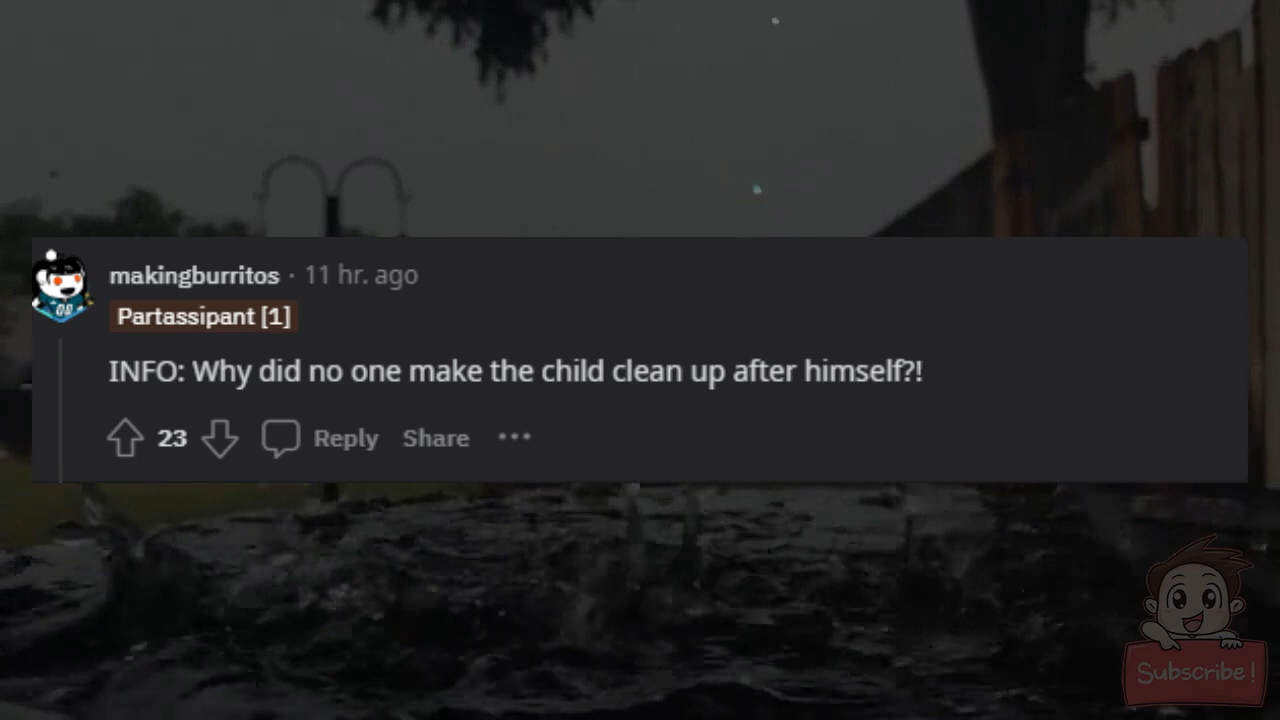 makingburritos · 11 hr. ago
Partassipant [1]
INFO: Why did no one make the child clean up after himself?!
23 Reply Share ···
Subscribe!